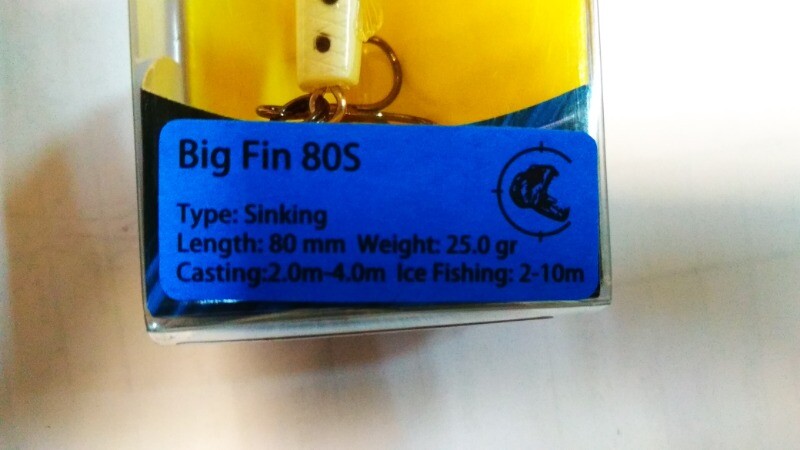 Big Fin 80S
Type: Sinking
Length: 80 mm Weight: 25.0 gr
Casting:2.0m-4.0m Ice Fishing: 2-10m